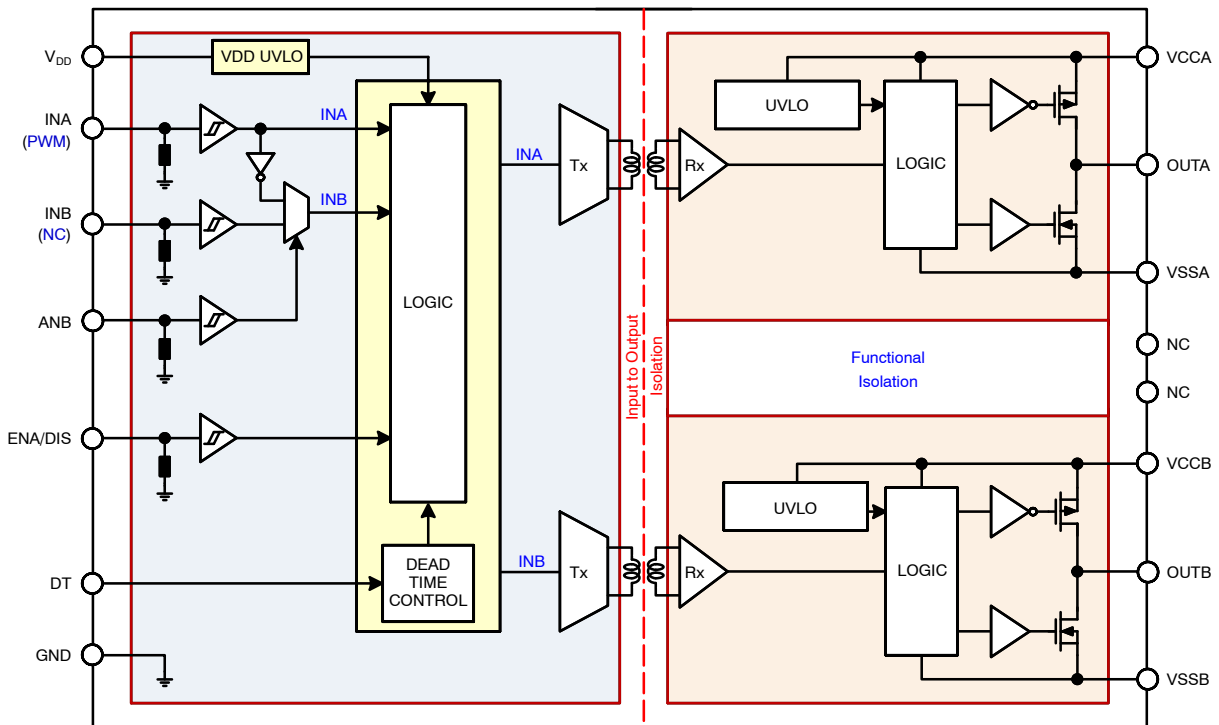 VDD
VDD UVLO
INA
(PWM)
INA
INB
(NC)
INB
ANB
ENA/DIS
DT
GND
LOGIC
DEAD
TIME
CONTROL
INA
INB
Tx
Tx
Input to Output
Isolation
Rx
Rx
UVLO
LOGIC
Functional
Isolation
UVLO
LOGIC
VCCA
OUTA
VSSA
NC
NC
VCCB
OUTB
VSSB